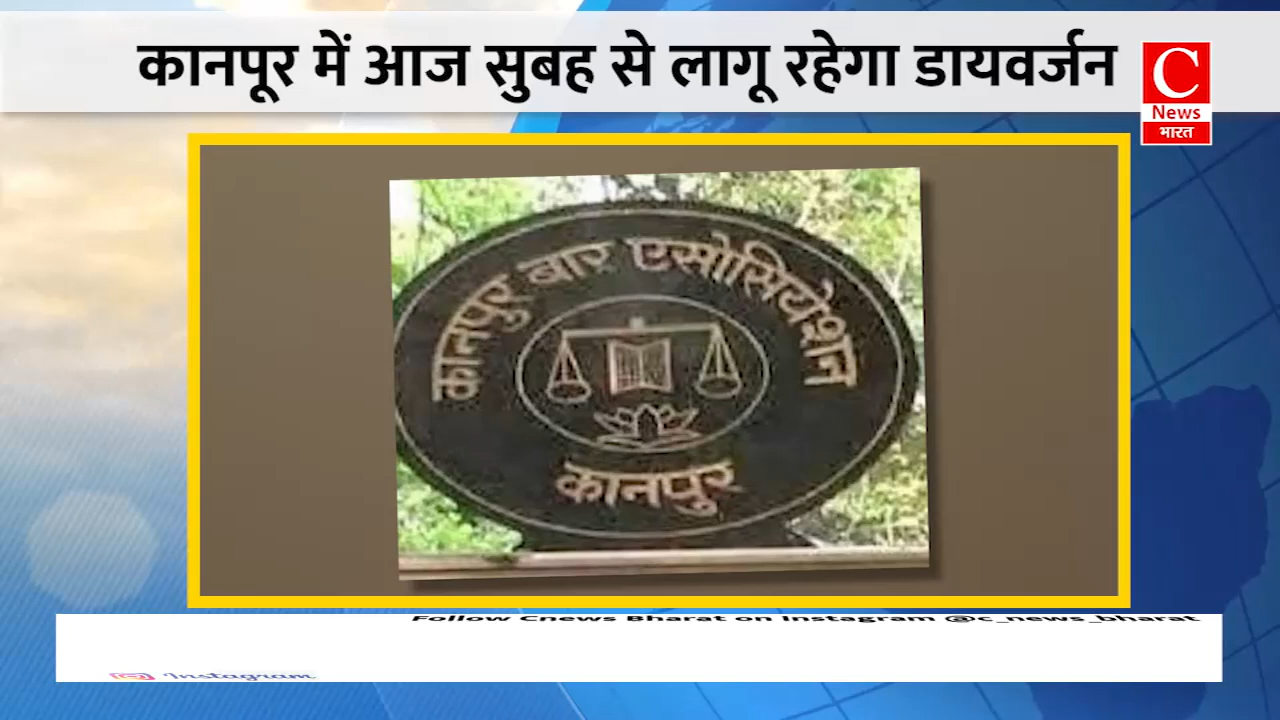 कानपूर में आज सुबह से लागू रहेगा डायवर्जन
C
News
भारत
कानपुर बार एसोसियेशन
कानपुर
Follow Cnews Bharat on Instagram @c_news_bharat
Instagram